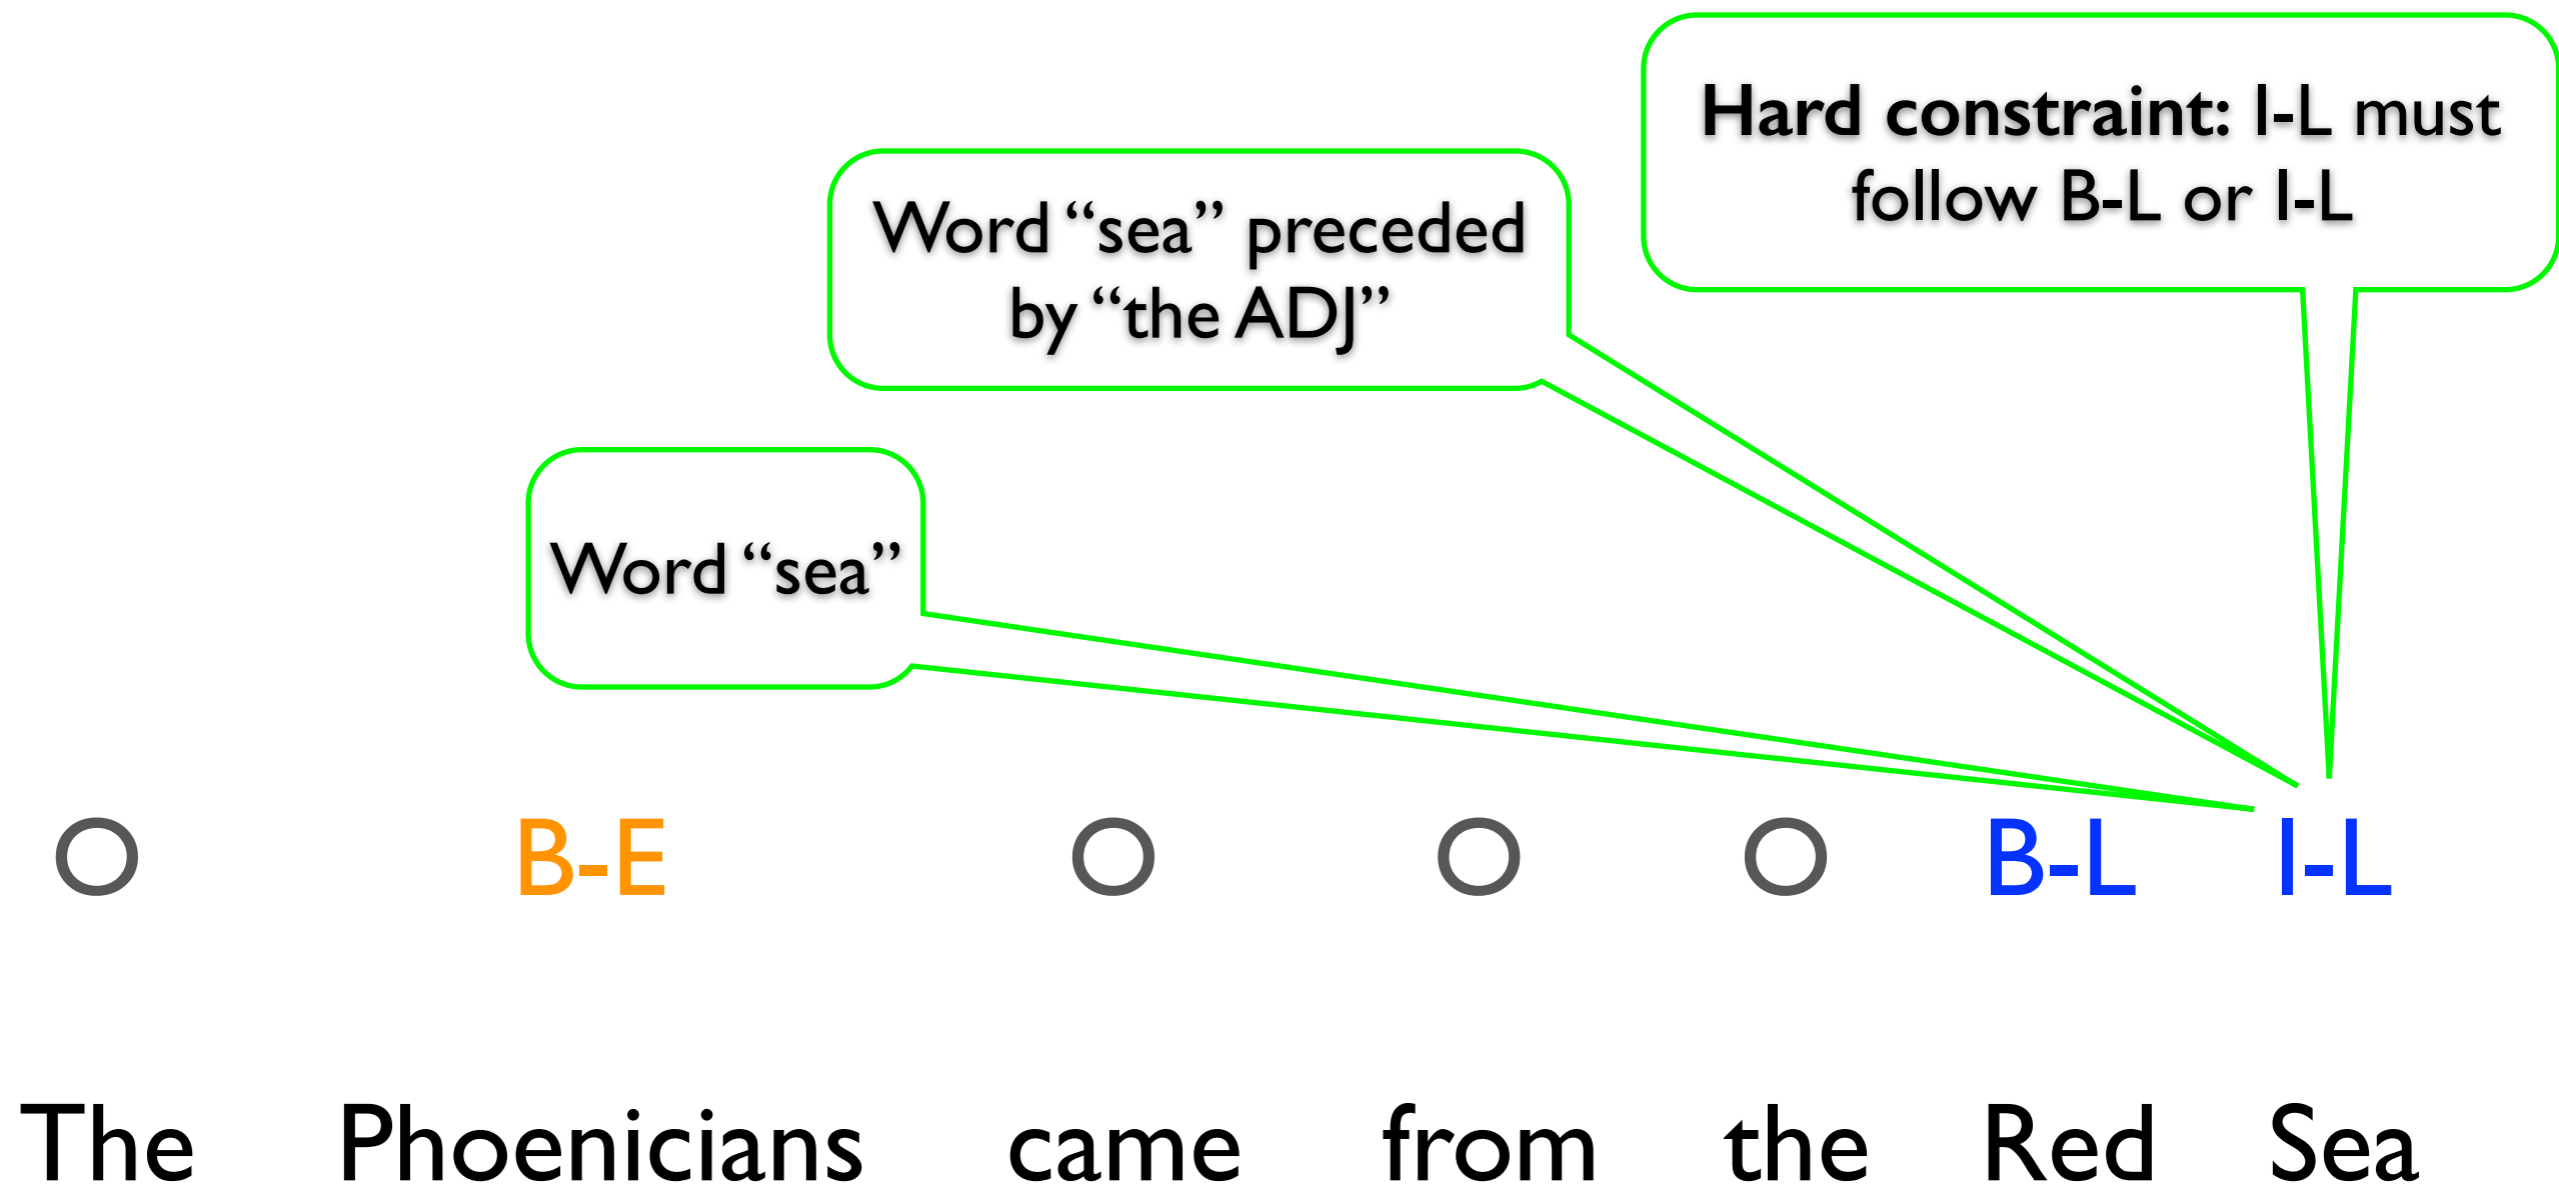 Hard constraint: I-L must
follow B-L or I-L
Word “sea” preceded
by “the ADJ”
Word “sea”
O B-E O O O B-L I-L
The Phoenicians came from the Red Sea